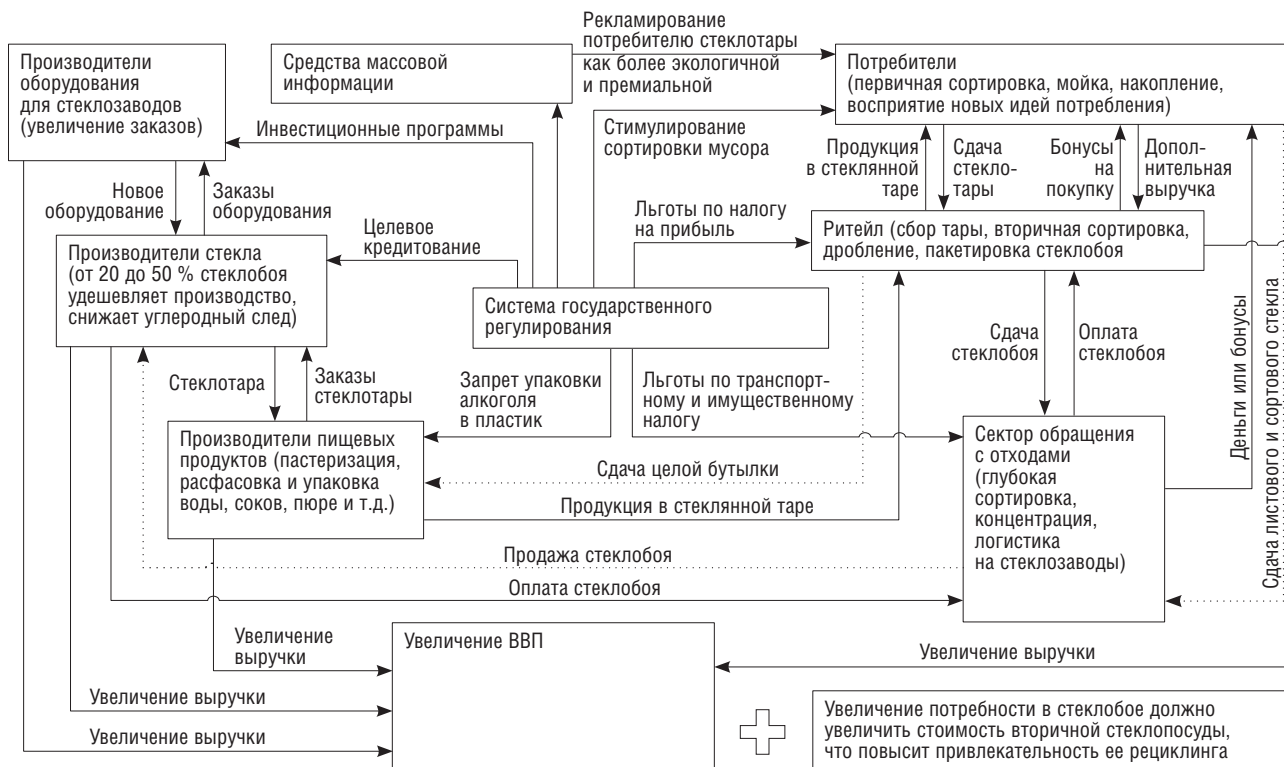 Производители
оборудования
для стеклозаводов
(увеличение заказов)
Средства массовой
информации
Рекламирование
потребителю стеклотары
как более экологичной
и премиальной
Потребители
(первичная сортировка, мойка, накопление,
восприятие новых идей потребления)
Инвестиционные программы
Стимулирование
сортировки мусора
Продукция
в стеклянной
таре
Сдача
стекло-
тары
Бонусы
на
покупку
Допол-
нительная
выручка
Новое
оборудование
Заказы
оборудования
Целевое
кредитование
Льготы по налогу
на прибыль
Ритейл (сбор тары, вторичная сортировка,
дробление, пакетировка стеклобоя)
Производители стекла
(от 20 до 50 % стеклобоя
удешевляет производство,
снижает углеродный след)
Система государственного
регулирования
Сдача
стеклобоя
Оплата
стеклобоя
Деньги или бонусы
Сдача листового и сортового стекла
Стеклотара
Заказы
стеклотары
Запрет упаковки
алкоголя
в пластик
Льготы по транспорт-
ному и имущественному
налогу
Производители пищевых
продуктов (пастеризация,
расфасовка и упаковка
воды, соков, пюре и т.д.)
Сдача целой бутылки
Продукция в стеклянной таре
Сектор обращения
с отходами
(глубокая
сортировка,
концентрация,
логистика
на стеклозаводы)
Продажа стеклобоя
Оплата стеклобоя
Увеличение
выручки
Увеличение ВВП
Увеличение выручки
Увеличение выручки
Увеличение выручки
Увеличение потребности в стеклобое должно
увеличить стоимость вторичной стеклопосуды,
что повысит привлекательность ее рециклинга